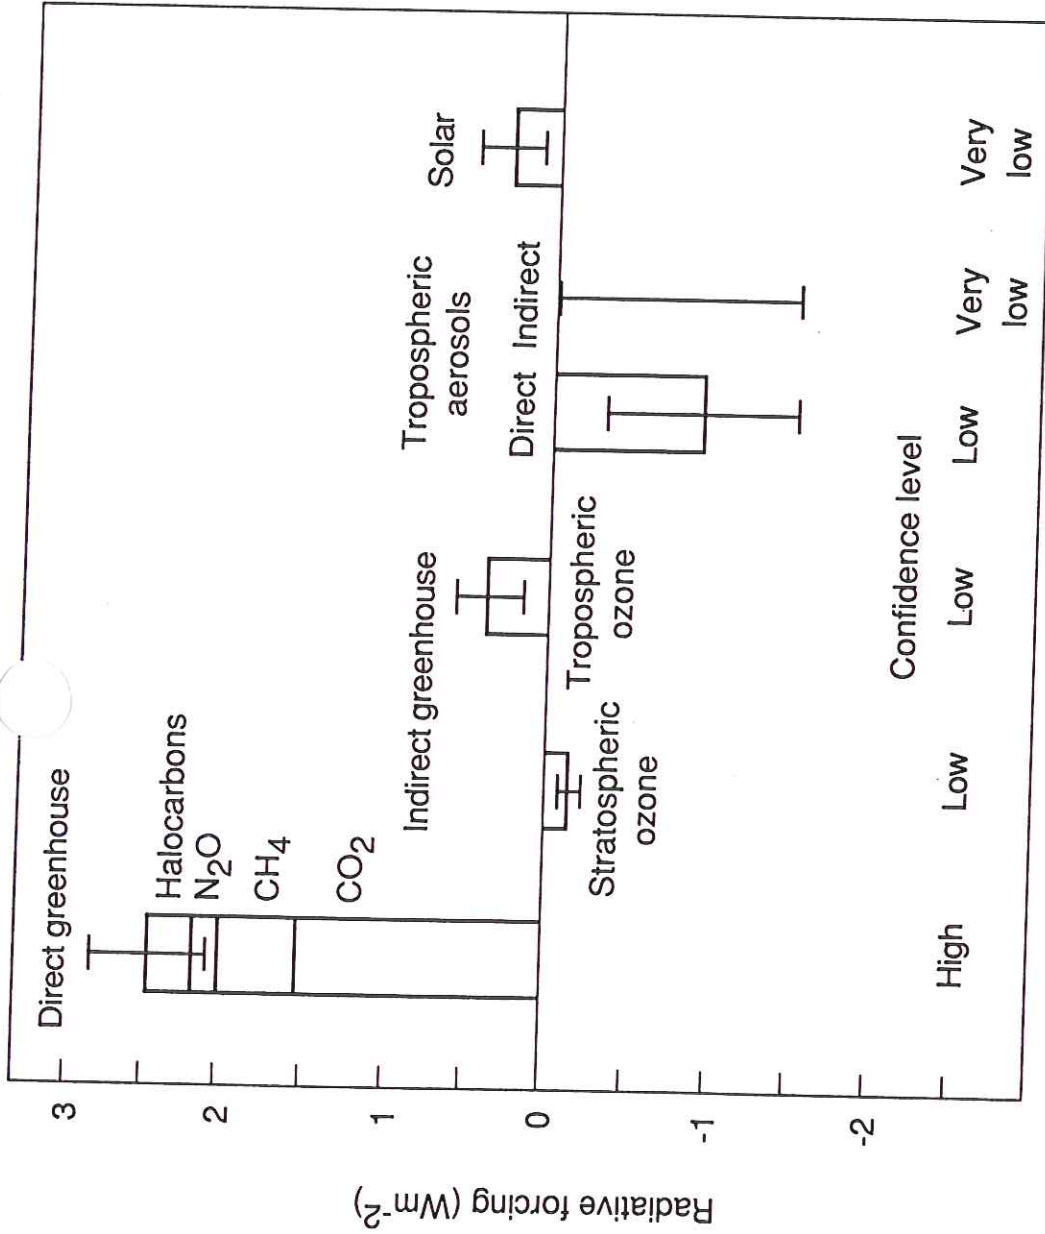 Direct greenhouse
Halocarbons
N2O
CH4
CO2
Indirect greenhouse
Stratospheric
ozone
Tropospheric
ozone
Tropospheric
aerosols
Direct Indirect
Solar
Confidence level
High
Low
Low
Low
Very
low
Very
low
3
2
1
0
-1
-2
Radiative forcing (Wm-2)